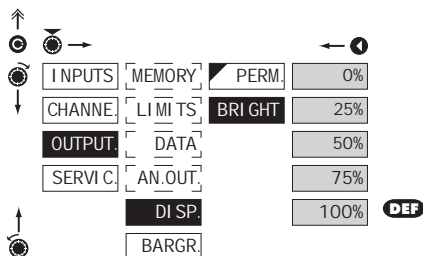 INPUTS MEMORY PERM. 0%
CHANNE. LIMITS BRIGHT 25%
OUTPUT. DATA 50%
SERVIC. AN.OUT. 75%
DISP. 100% DEF
BARGR.